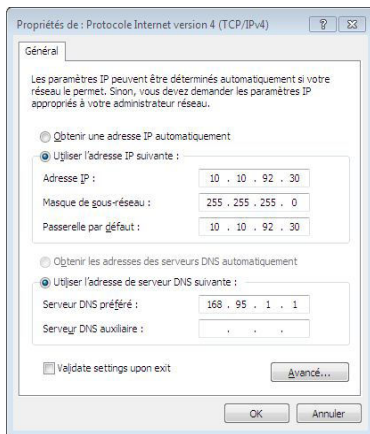 Propriétés de : Protocole Internet version 4 (TCP/IPv4)
Général
Les paramètres IP peuvent être déterminés automatiquement si votre
réseau le permet. Sinon, vous devez demander les paramètres IP
appropriés à votre administrateur réseau.
Obtenir une adresse IP automatiquement
Utiliser l'adresse IP suivante :
Adresse IP : 10 . 10 . 92 . 30
Masque de sous-réseau : 255 . 255 . 255 . 0
Passerelle par défaut : 10 . 10 . 92 . 30
Obtenir les adresses des serveurs DNS automatiquement
Utiliser l'adresse de serveur DNS suivante :
Serveur DNS préféré : 168 . 95 . 1 . 1
Serveur DNS auxiliaire : . . .
Validate settings upon exit
Avancé...
OK Annuler